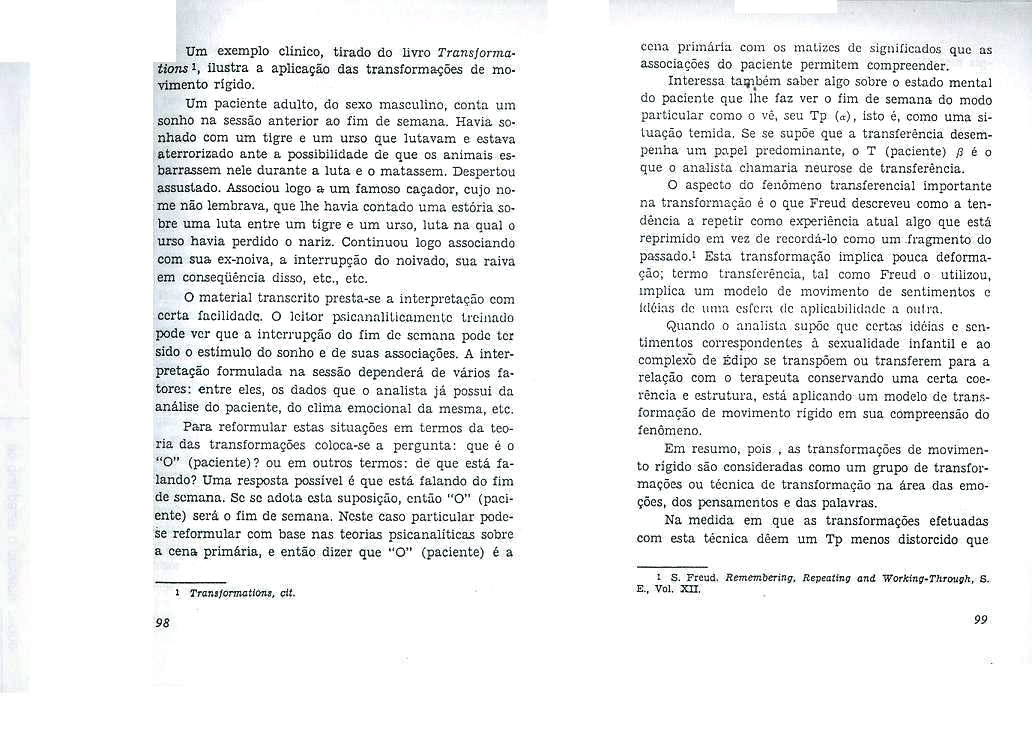 Um exemplo clínico, tirado do livro Transforma-
tions 1, ilustra a aplicação das transformações de mo-
vimento rígido.
Um paciente adulto, do sexo masculino, conta um
sonho na sessão anterior ao fim de semana. Havia so-
nhado com um tigre e um urso que lutavam e estava
aterrorizado ante a possibilidade de que os animais es-
barrassem nele durante a luta e o matassem. Despertou
assustado. Associou logo a um famoso caçador, cujo no-
me não lembrava, que lhe havia contado uma estória so-
bre uma luta entre um tigre e um urso, luta na qual o
urso havia perdido o nariz. Continuou logo associando
com sua ex-noiva, a interrupção do noivado, sua raiva
em conseqüência disso, etc., etc.
O material transcrito presta-se a interpretação com
certa facilidade. O leitor psicanaliticamente treinado
pode ver que a interrupção do fim de semana pode ter
sido o estímulo do sonho e de suas associações. A inter-
pretação formulada na sessão dependerá de vários fa-
tores: entre eles, os dados que o analista já possui da
análise do paciente, do clima emocional da mesma, etc.
Para reformular estas situações em termos da teo-
ria das transformações coloca-se a pergunta: que é o
"O" (paciente)? ou em outros termos: de que está fa-
lando? Uma resposta possível é que está falando do fim
de semana. Se se adota esta suposição, então "O" (paci-
ente) será o fim de semana. Neste caso particular pode-
se reformular com base nas teorias psicanalíticas sobre
a cena primária, e então dizer que "O" (paciente) é a
1 Transformations, cit.
98
cena primária com os matizes de significados que as
associações do paciente permitem compreender.
Interessa também saber algo sobre o estado mental
do paciente que lhe faz ver o fim de semana do modo
particular como o vê, seu Tp (α), isto é, como uma si-
tuação temida. Se se supõe que a transferência desem-
penha um papel predominante, o T (paciente) β é o
que o analista chamaria neurose de transferência.
O aspecto do fenômeno transferencial importante
na transformação é o que Freud descreveu como a ten-
dência a repetir como experiência atual algo que está
reprimido em vez de recordá-lo como um fragmento do
passado.1 Esta transformação implica pouca deforma-
ção; termo transferência, tal como Freud o utilizou,
implica um modelo de movimento de sentimentos e
idéias de uma esfera de aplicabilidade a outra.
Quando o analista supõe que certas idéias e sen-
timentos correspondentes à sexualidade infantil e ao
complexo de Édipo se transpõem ou transferem para a
relação com o terapeuta conservando uma certa coe-
rência e estrutura, está aplicando um modelo de trans-
formação de movimento rígido em sua compreensão do
fenômeno.
Em resumo, pois , as transformações de movimen-
to rígido são consideradas como um grupo de transfor-
mações ou técnica de transformação na área das emo-
ções, dos pensamentos e das palavras.
Na medida em que as transformações efetuadas
com esta técnica dêem um Tp menos distorcido que
1 S. Freud. Remembering, Repeating and Working-Through, S.
E., Vol. XII.
99